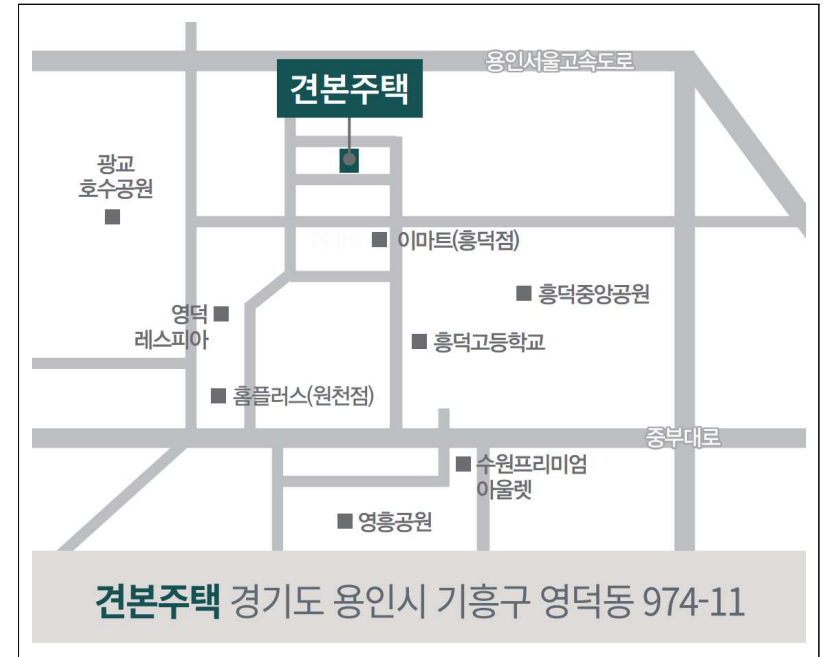 용인서울고속도로
견본주택
광교
호수공원
이마트(흥덕점)
흥덕중앙공원
영덕
레스피아
흥덕고등학교
홈플러스(원천점)
중부대로
수원프리미엄
아울렛
영흥공원
견본주택 경기도 용인시 기흥구 영덕동 974-11